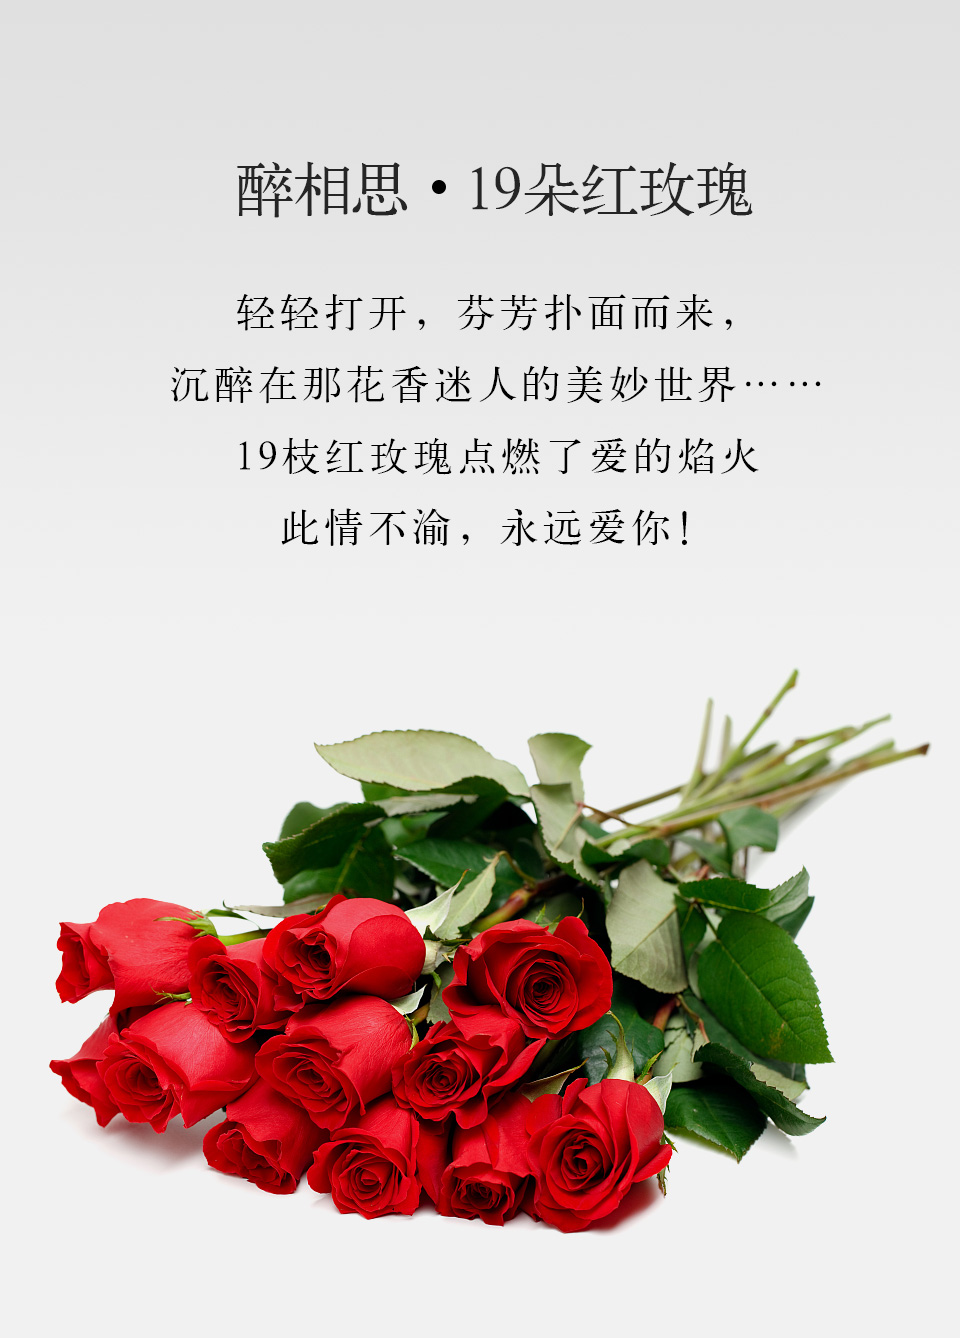 醉相思·19朵红玫瑰
轻轻打开，芬芳扑面而来，
沉醉在那花香迷人的美妙世界……
19枝红玫瑰点燃了爱的焰火
此情不渝，永远爱你！